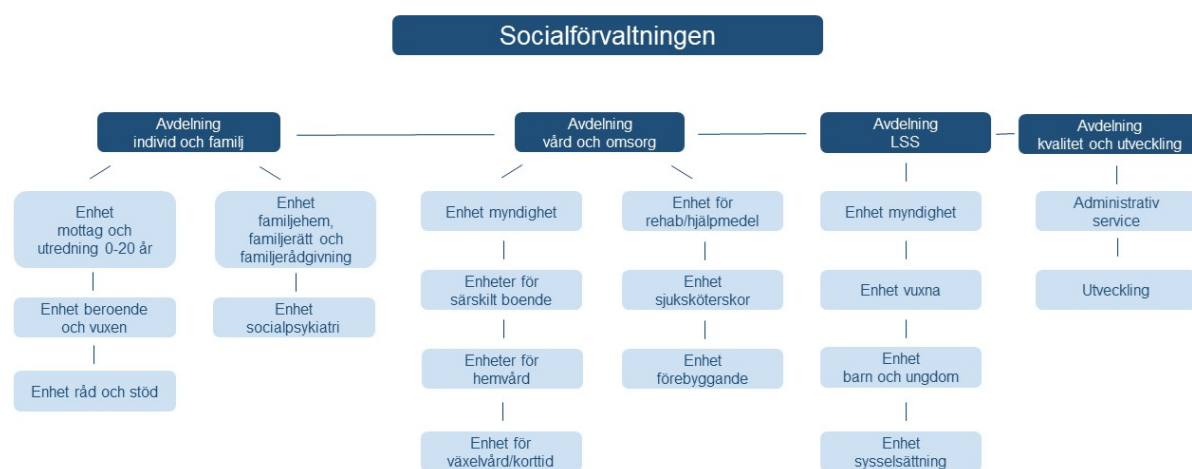 Socialförvaltningen
Avdelning
individ och familj
Avdelning
vård och omsorg
Avdelning
LSS
Avdelning
kvalitet och utveckling
Enhet
mottag och
utredning 0-20 år
Enhet
familjehem,
familjerätt och
familjerådgivning
Enhet myndighet
Enhet för
rehab/hjälpmedel
Enhet myndighet
Administrativ
service
Enhet beroende
och vuxen
Enhet
socialpsykiatri
Enheter för
särskilt boende
Enhet
sjuksköterskor
Enhet vuxna
Utveckling
Enhet råd och stöd
Enheter för
hemvård
Enhet
förebyggande
Enhet
barn och ungdom
Enhet för
växelvård/korttid
Enhet
sysselsättning